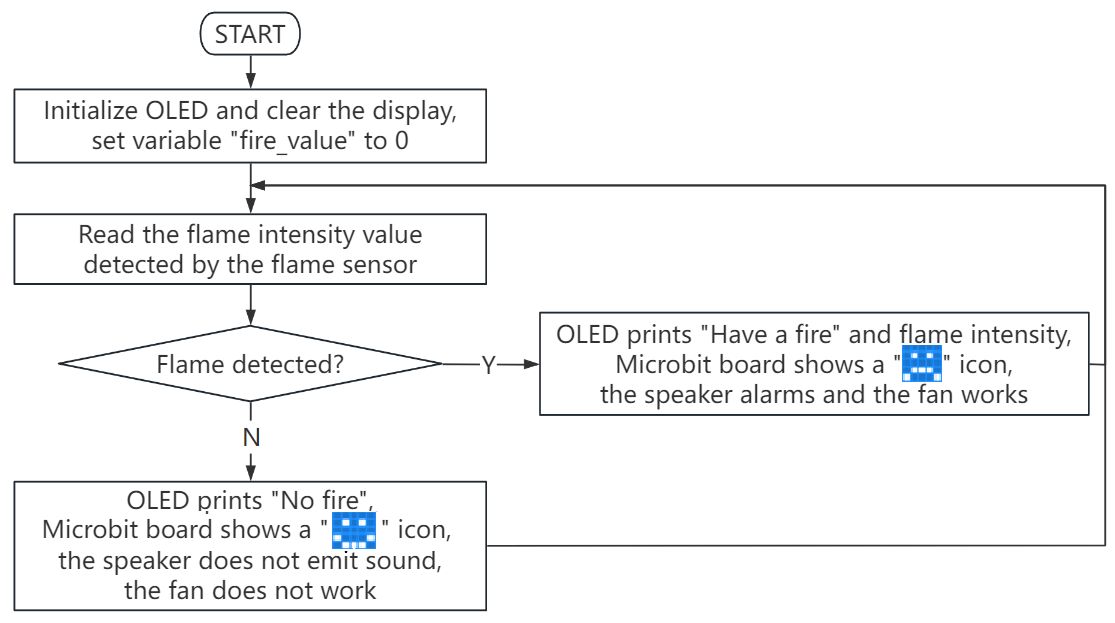 START
Initialize OLED and clear the display,
set variable "fire_value" to 0
Read the flame intensity value
detected by the flame sensor
Flame detected?
Y
OLED prints "Have a fire" and flame intensity,
Microbit board shows a " " icon,
the speaker alarms and the fan works
N
OLED prints "No fire",
Microbit board shows a " " icon,
the speaker does not emit sound,
the fan does not work